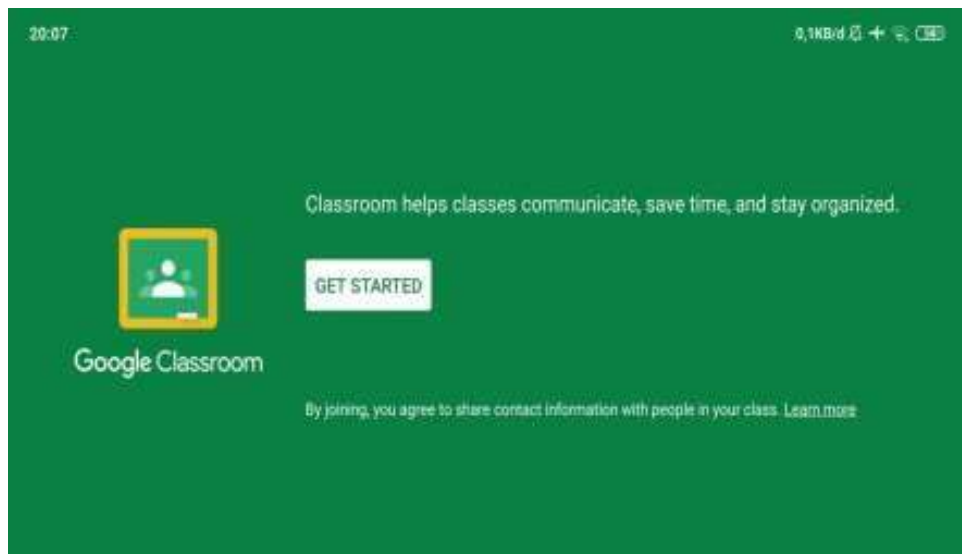 20:07
0,1KB/d
Classroom helps classes communicate, save time, and stay organized.
GET STARTED
Google Classroom
By joining, you agree to share contact information with people in your class. Learn more